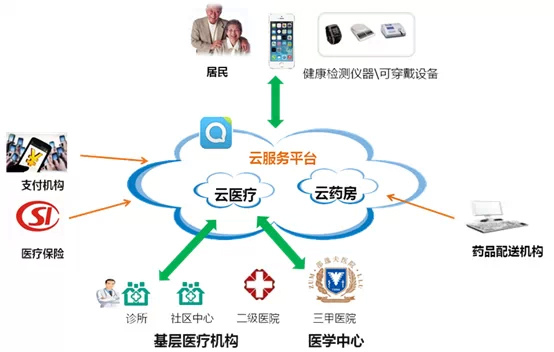 居民
健康检测仪器\可穿戴设备
云服务平台
云医疗
云药房
支付机构
SI
医疗保险
药品配送机构
诊所
社区中心
二级医院
三甲医院
基层医疗机构
医学中心